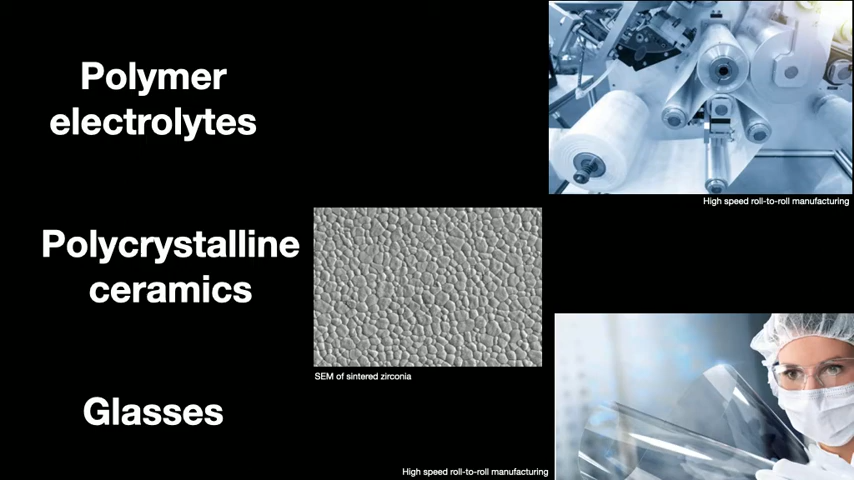 Polymer
electrolytes
High speed roll-to-roll manufacturing
Polycrystalline
ceramics
SEM of sintered zirconia
Glasses
High speed roll-to-roll manufacturing